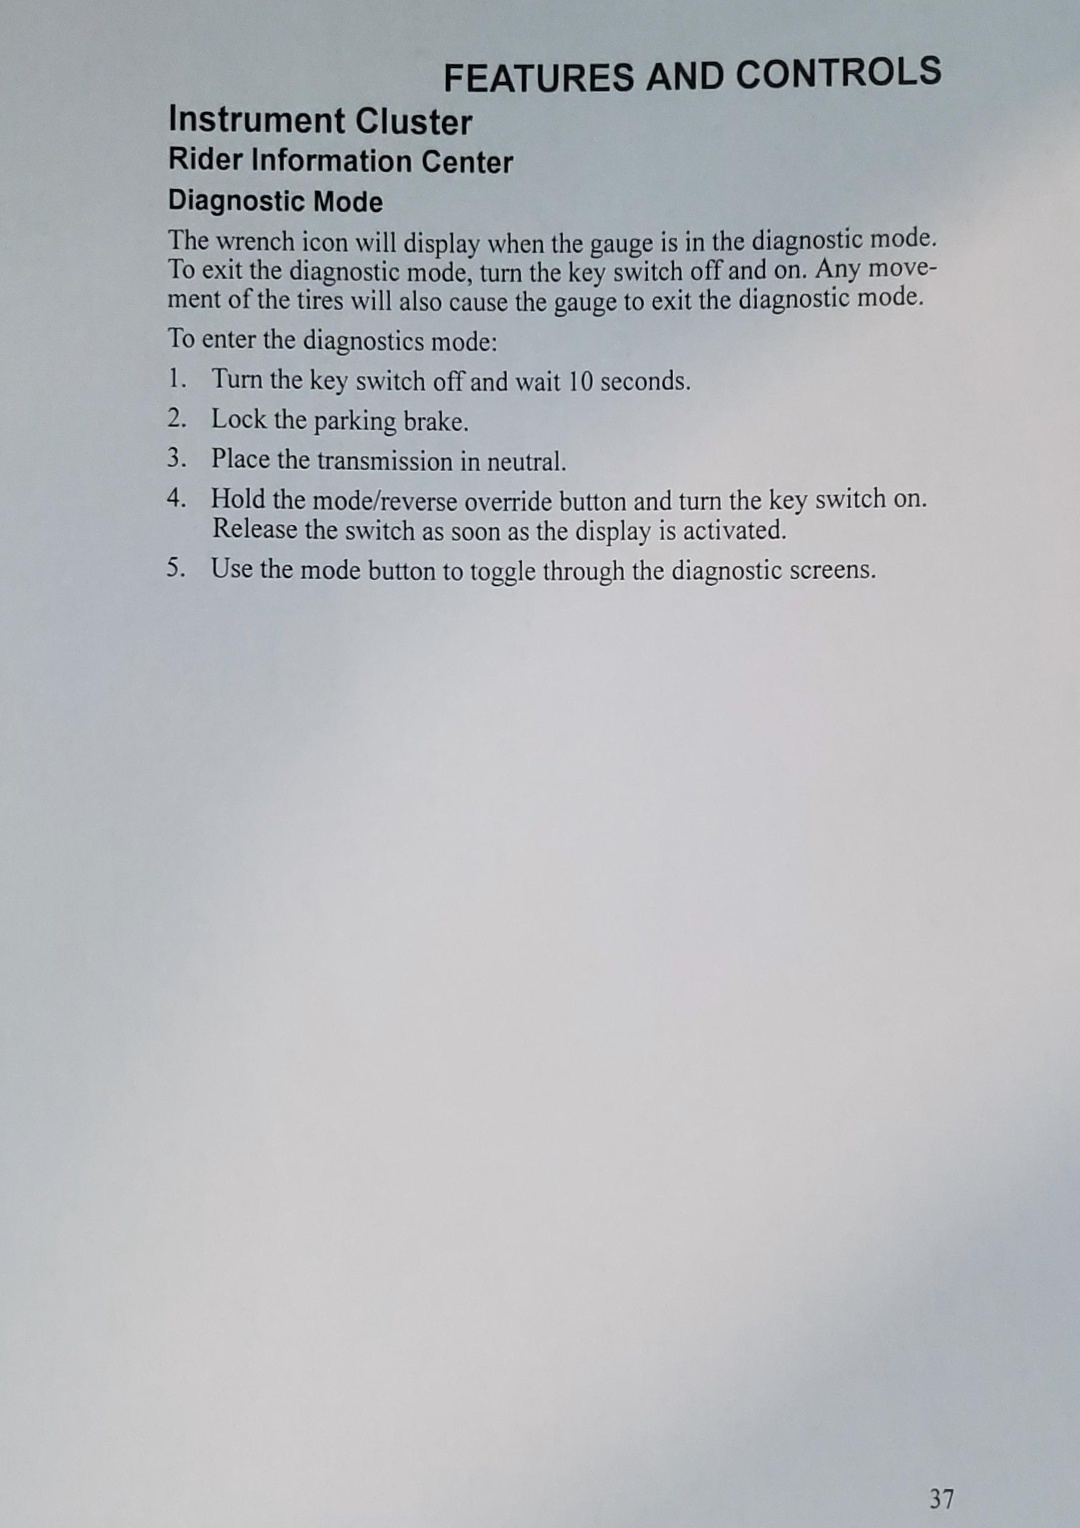 FEATURES AND CONTROLS
Instrument Cluster
Rider Information Center
Diagnostic Mode
The wrench icon will display when the gauge is in the diagnostic mode.
To exit the diagnostic mode, turn the key switch off and on. Any move-
ment of the tires will also cause the gauge to exit the diagnostic mode.
To enter the diagnostics mode:
1. Turn the key switch off and wait 10 seconds.
2. Lock the parking brake.
3. Place the transmission in neutral.
4. Hold the mode/reverse override button and turn the key switch on.
Release the switch as soon as the display is activated.
5. Use the mode button to toggle through the diagnostic screens.
37